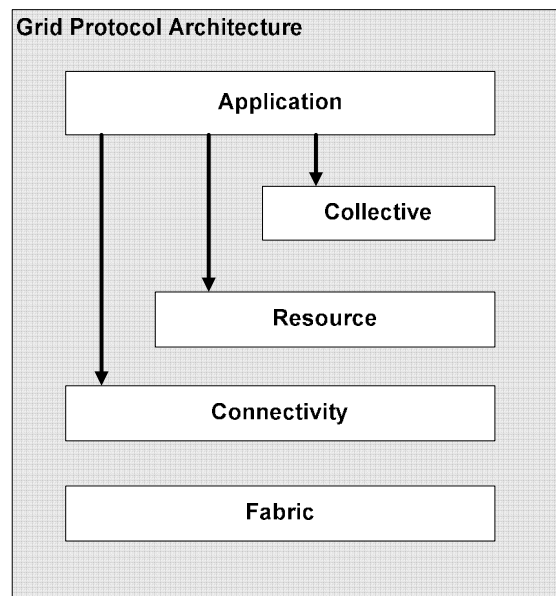 Grid Protocol Architecture
Application
Collective
Resource
Connectivity
Fabric